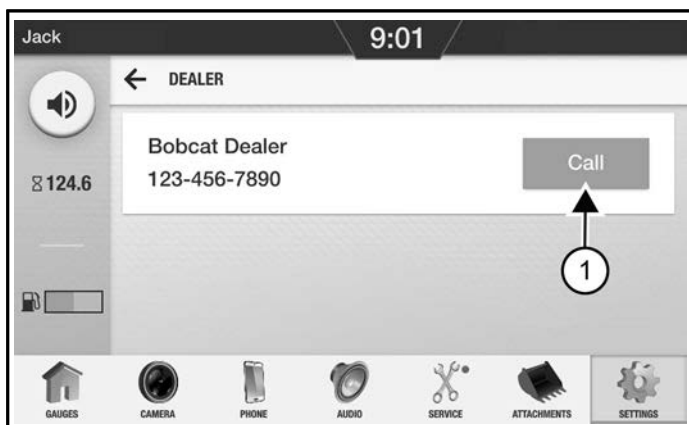 Jack
9:01
← DEALER
Bobcat Dealer
123-456-7890
Call
124.6
1
GAUGES
CAMERA
PHONE
AUDIO
SERVICE
ATTACHMENTS
SETTINGS